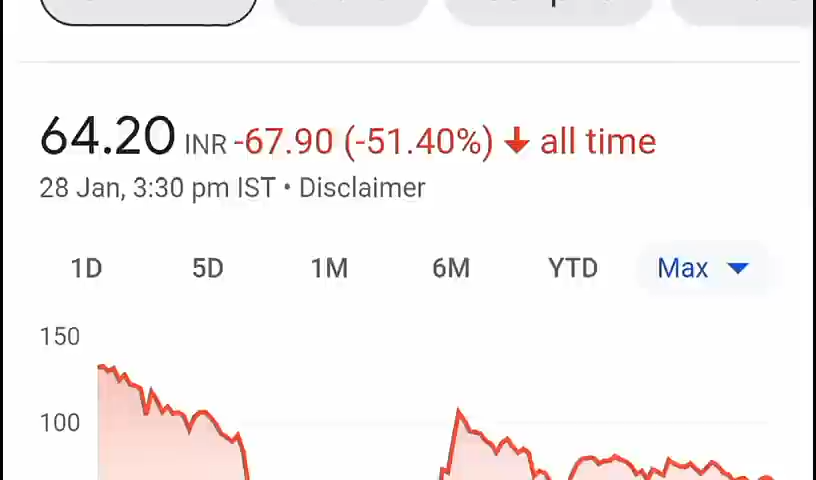 64.20 INR -67.90 (-51.40%) ↓ all time
28 Jan, 3:30 pm IST • Disclaimer
1D 5D 1M 6M YTD Max
150
100